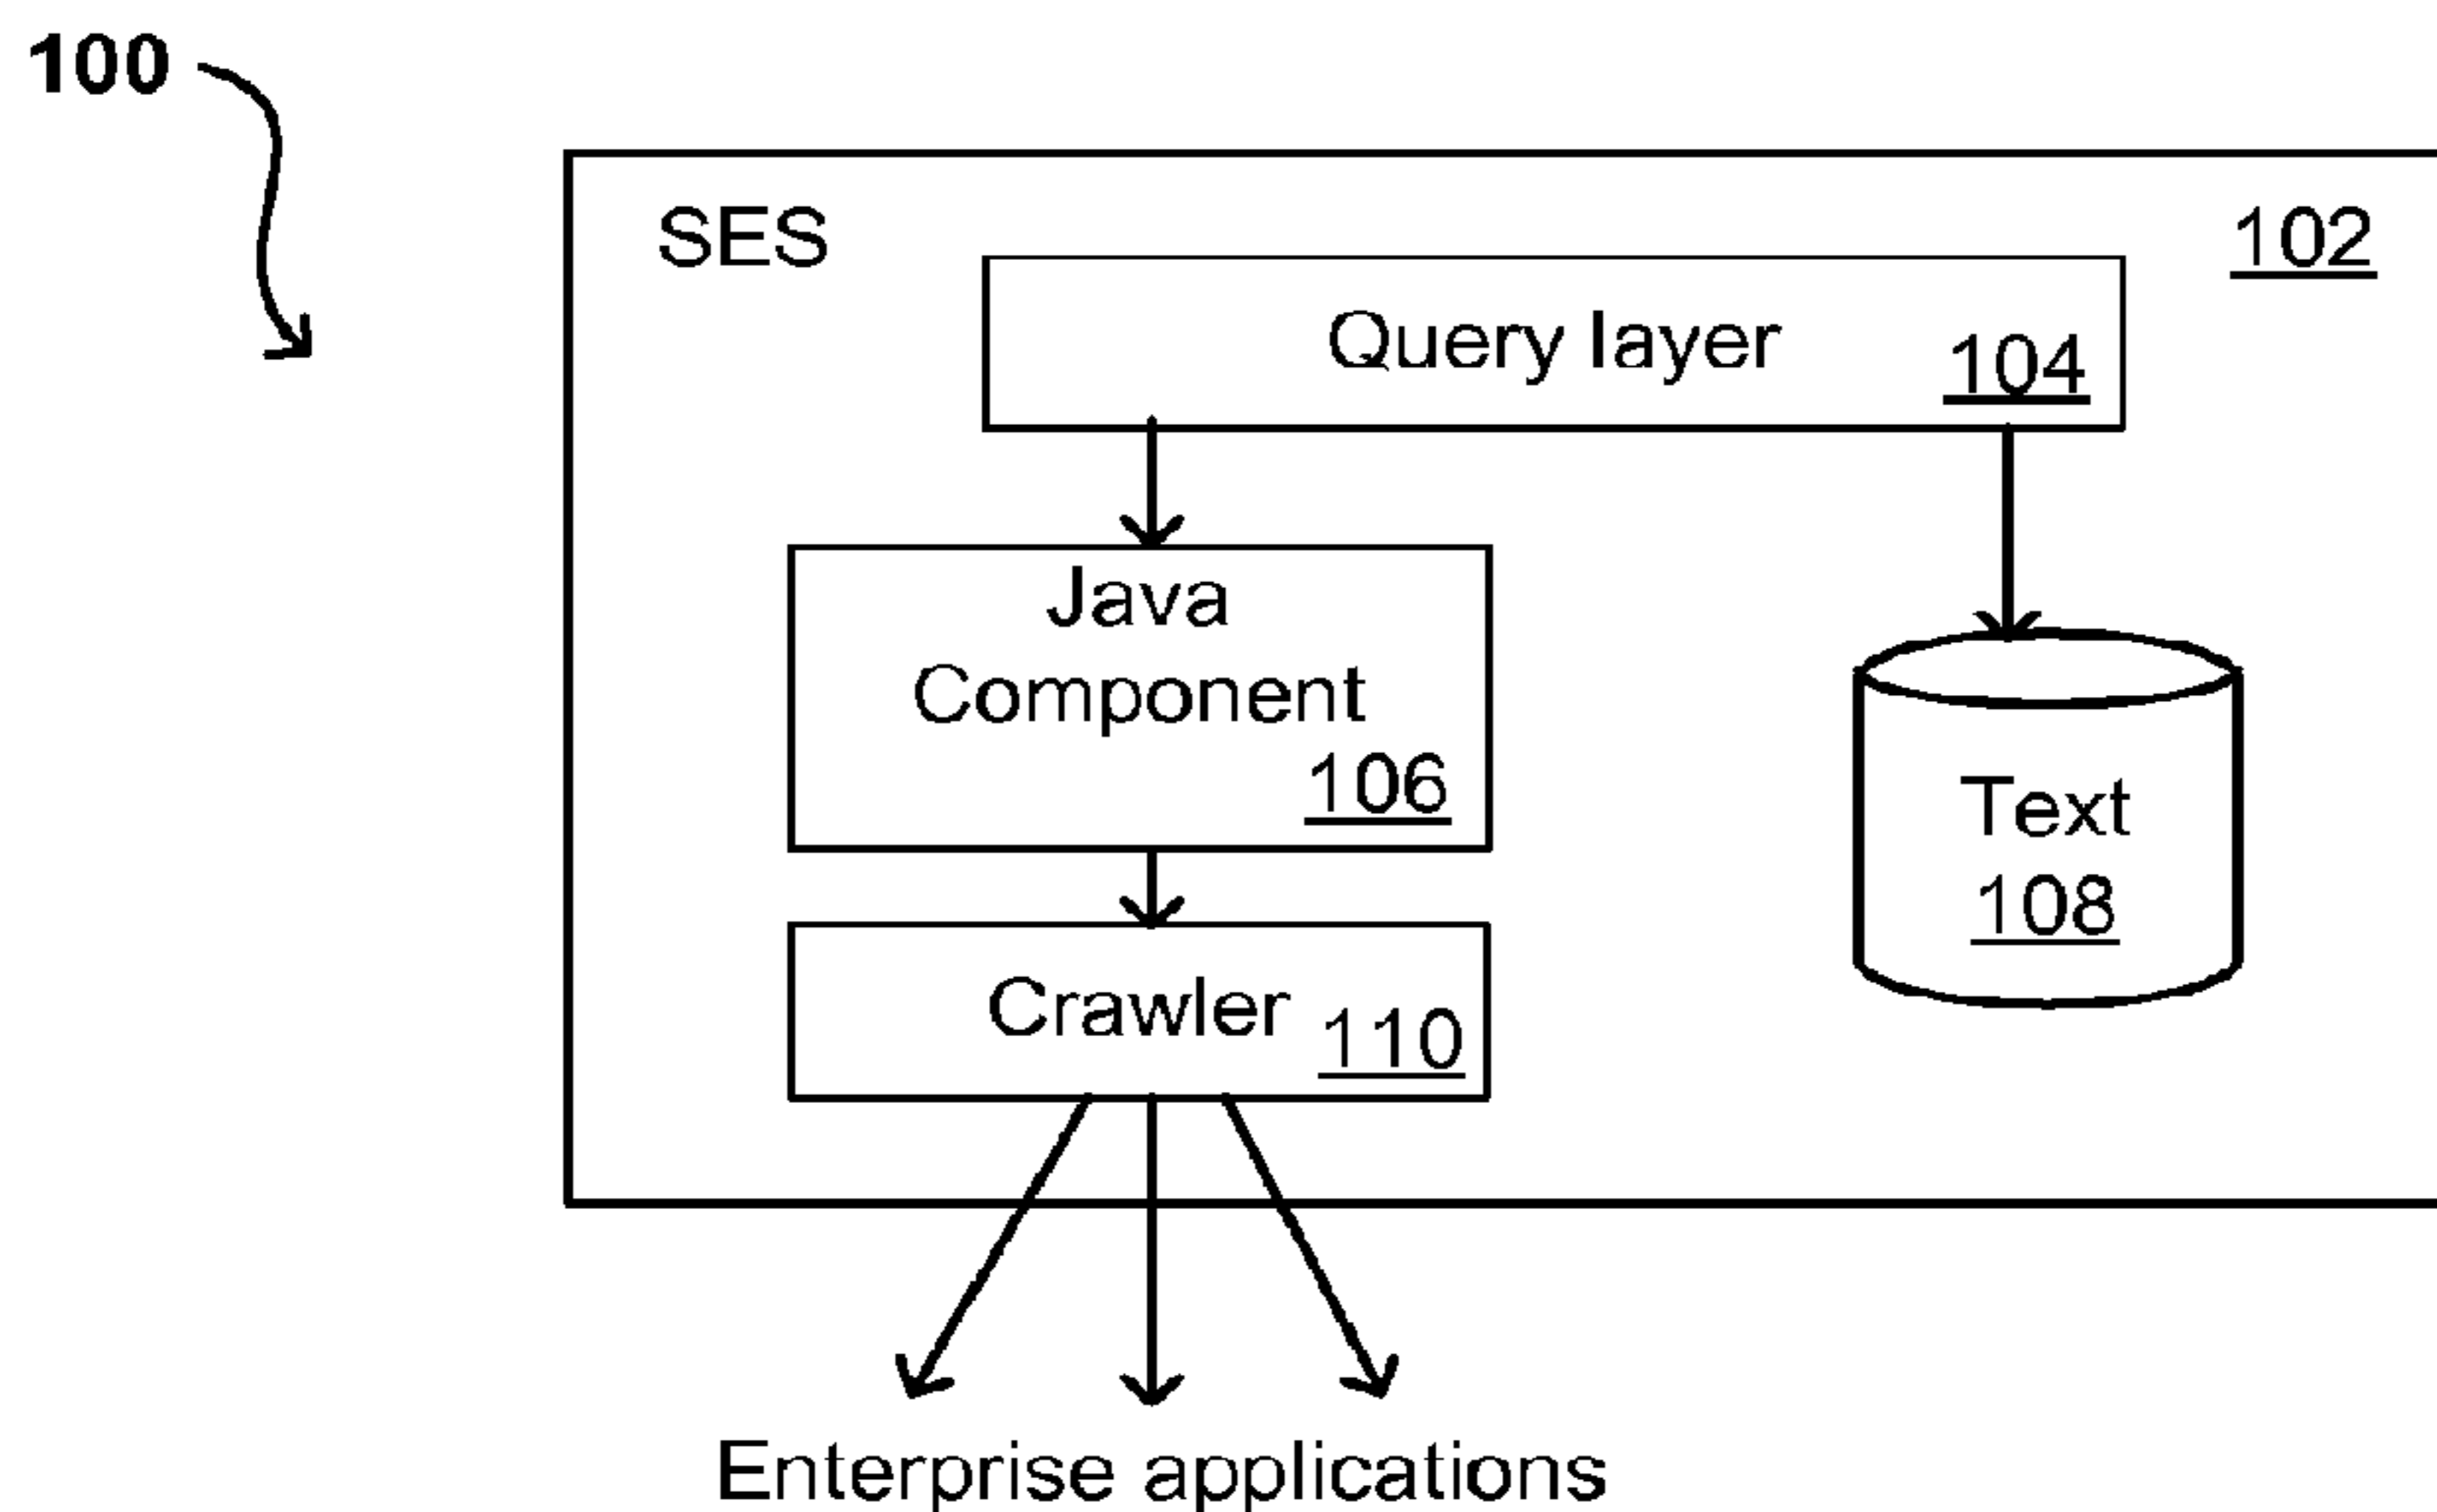 100
SES
102
Query layer
104
Java
Component
106
Text
108
Crawler
110
Enterprise applications